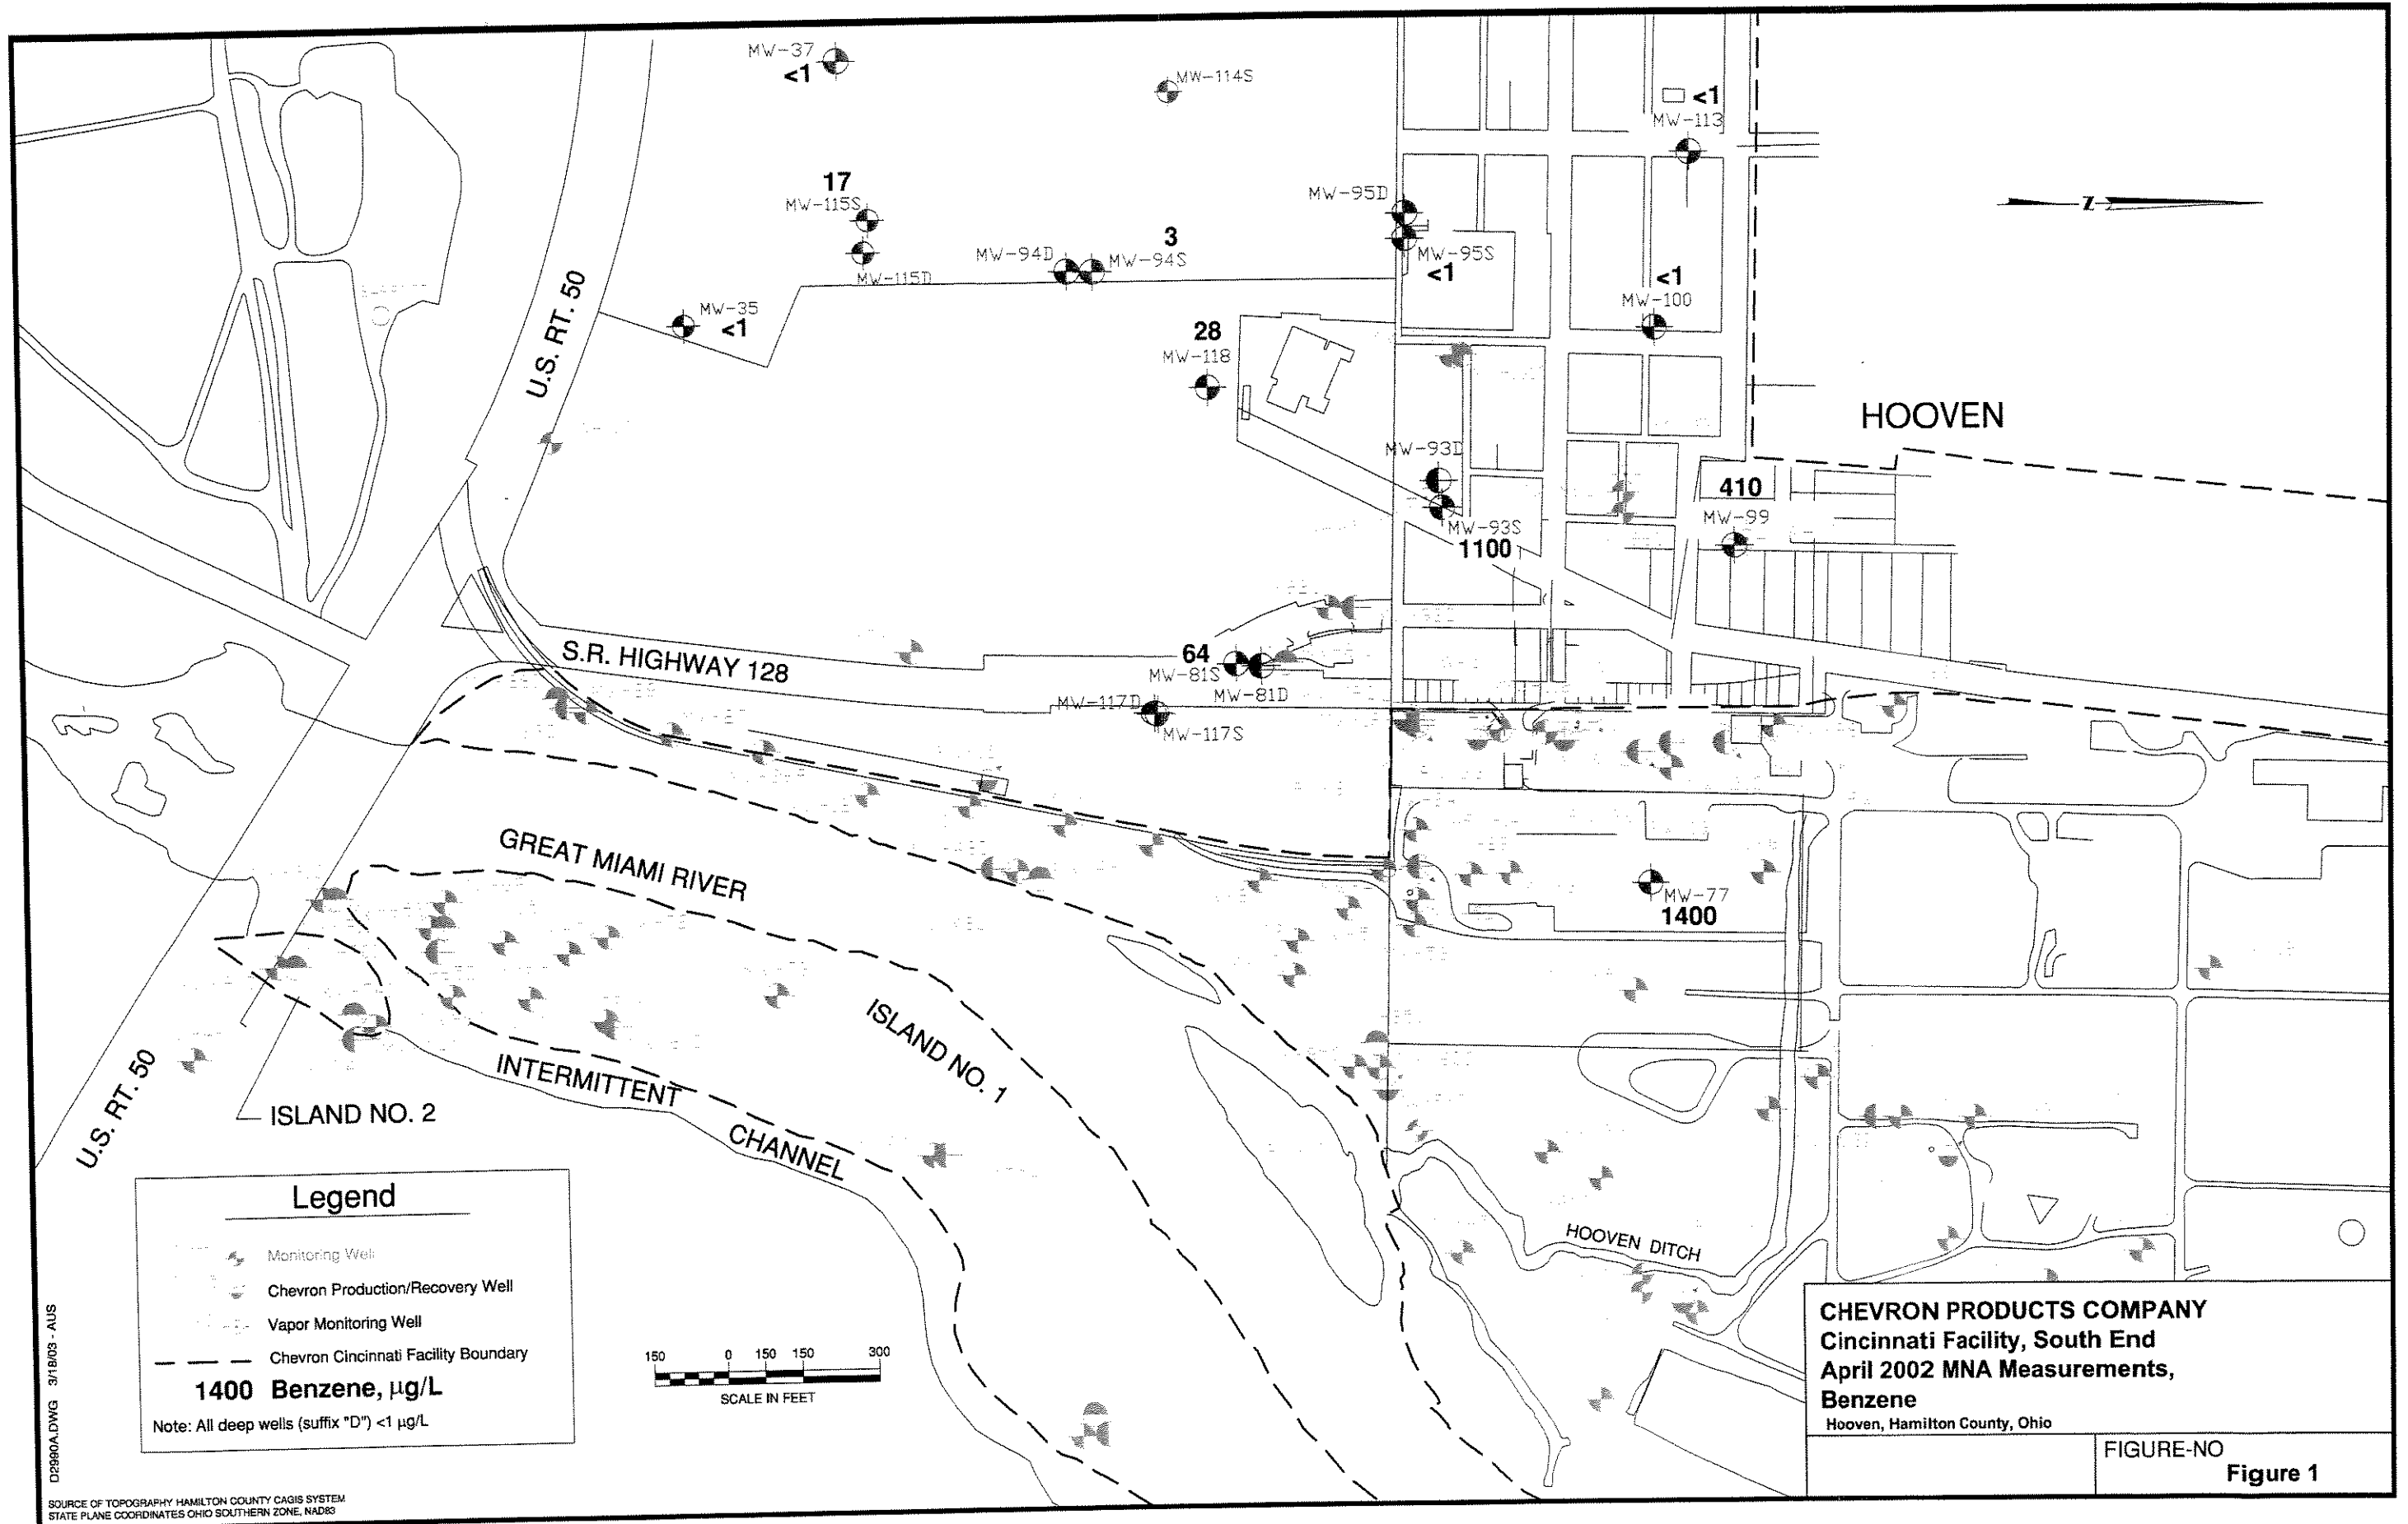 MW-37
<1
MW-114S
<1
MW-113
17
MW-115S
MW-115D
MW-94D
3
MW-94S
MW-95D
MW-95S
<1
<1
MW-100
Z
MW-35
<1
U.S. RT. 50
28
MW-118
HOOVEN
MW-93D
MW-93S
1100
410
MW-99
S.R. HIGHWAY 128
64
MW-81S
MW-81D
MW-117D
MW-117S
GREAT MIAMI RIVER
MW-77
1400
ISLAND NO. 1
INTERMITTENT
CHANNEL
U.S. RT. 50
ISLAND NO. 2
HOOVEN DITCH
Legend
Monitoring Well
Chevron Production/Recovery Well
Vapor Monitoring Well
Chevron Cincinnati Facility Boundary
1400 Benzene, µg/L
Note: All deep wells (suffix "D") <1 µg/L
150 0 150 150 300
SCALE IN FEET
CHEVRON PRODUCTS COMPANY
Cincinnati Facility, South End
April 2002 MNA Measurements,
Benzene
Hooven, Hamilton County, Ohio
FIGURE-NO
Figure 1
D2990A.DWG 3/18/03 - AUS
SOURCE OF TOPOGRAPHY HAMILTON COUNTY CAGIS SYSTEM
STATE PLANE COORDINATES OHIO SOUTHERN ZONE, NAD83